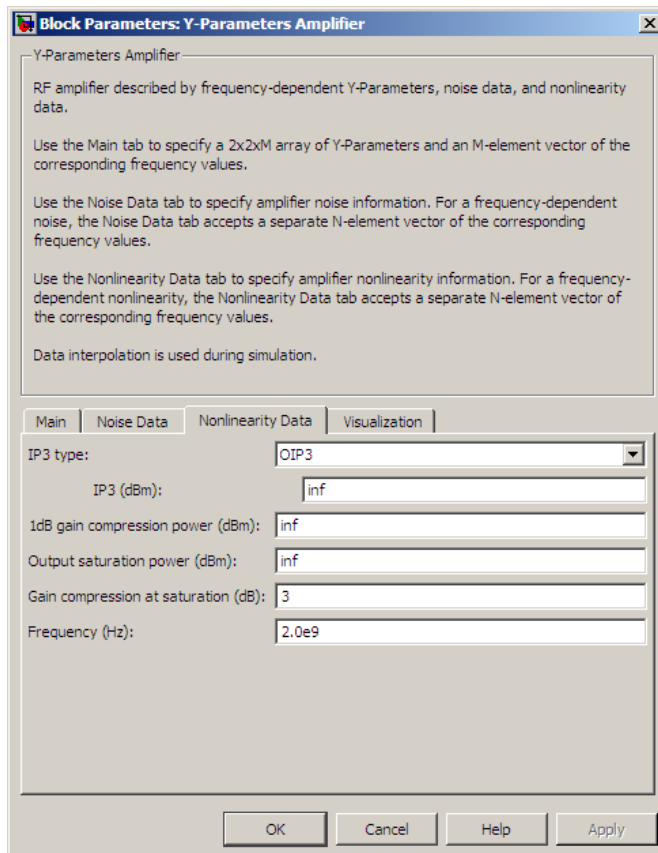 Block Parameters: Y-Parameters Amplifier
Y-Parameters Amplifier
RF amplifier described by frequency-dependent Y-Parameters, noise data, and nonlinearity
data.
Use the Main tab to specify a 2x2xM array of Y-Parameters and an M-element vector of the
corresponding frequency values.
Use the Noise Data tab to specify amplifier noise information. For a frequency-dependent
noise, the Noise Data tab accepts a separate N-element vector of the corresponding
frequency values.
Use the Nonlinearity Data tab to specify amplifier nonlinearity information. For a frequency-
dependent nonlinearity, the Nonlinearity Data tab accepts a separate N-element vector of
the corresponding frequency values.
Data interpolation is used during simulation.
Main Noise Data Nonlinearity Data Visualization
IP3 type: OIP3
IP3 (dBm): inf
1dB gain compression power (dBm): inf
Output saturation power (dBm): inf
Gain compression at saturation (dB): 3
Frequency (Hz): 2.0e9
OK Cancel Help Apply